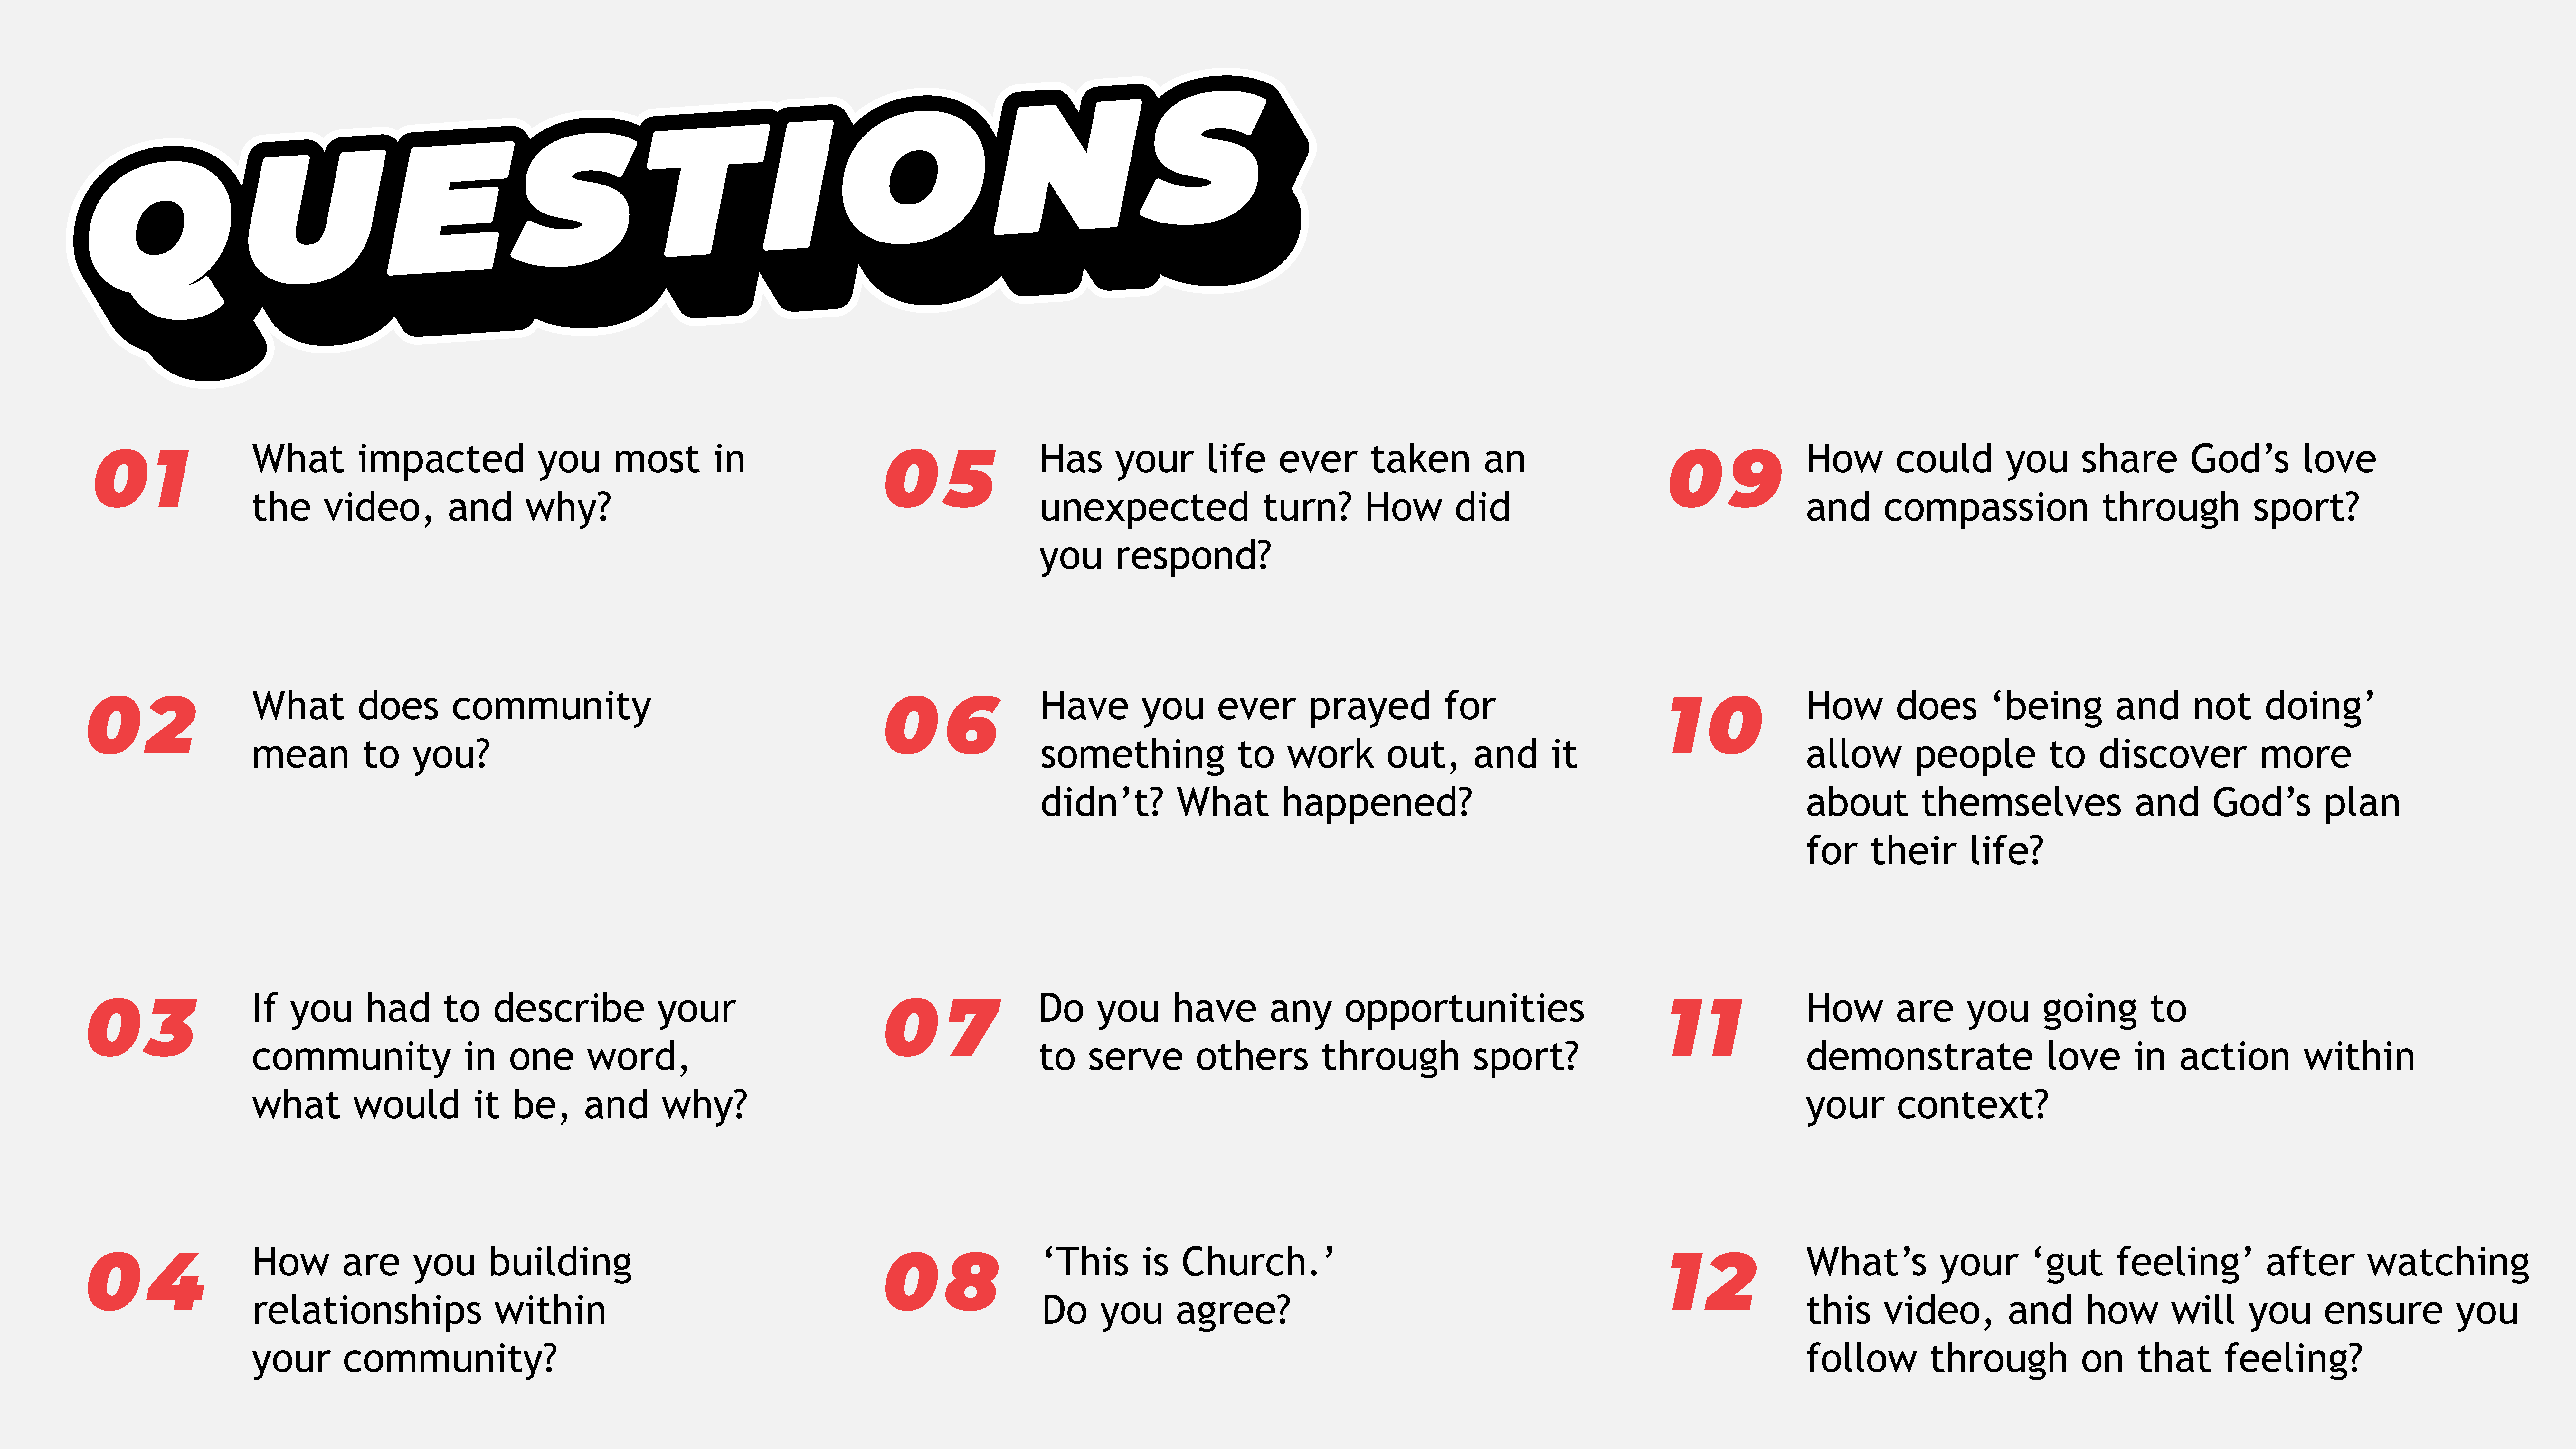 QUESTIONS
01
What impacted you most in
the video, and why?
02
What does community
mean to you?
03
If you had to describe your
community in one word,
what would it be, and why?
04
How are you building
relationships within
your community?
05
Has your life ever taken an
unexpected turn? How did
you respond?
06
Have you ever prayed for
something to work out, and it
didn’t? What happened?
07
Do you have any opportunities
to serve others through sport?
08
‘This is Church.’
Do you agree?
09
How could you share God’s love
and compassion through sport?
10
How does ‘being and not doing’
allow people to discover more
about themselves and God’s plan
for their life?
11
How are you going to
demonstrate love in action within
your context?
12
What’s your ‘gut feeling’ after watching
this video, and how will you ensure you
follow through on that feeling?